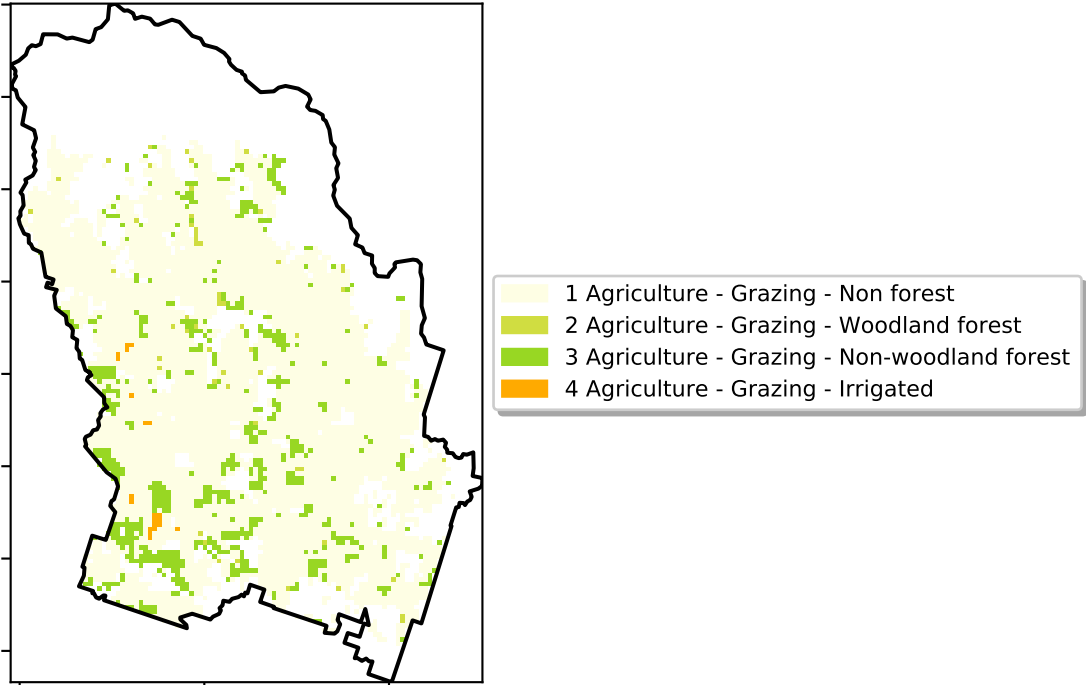 1 Agriculture - Grazing - Non forest
2 Agriculture - Grazing - Woodland forest
3 Agriculture - Grazing - Non-woodland forest
4 Agriculture - Grazing - Irrigated